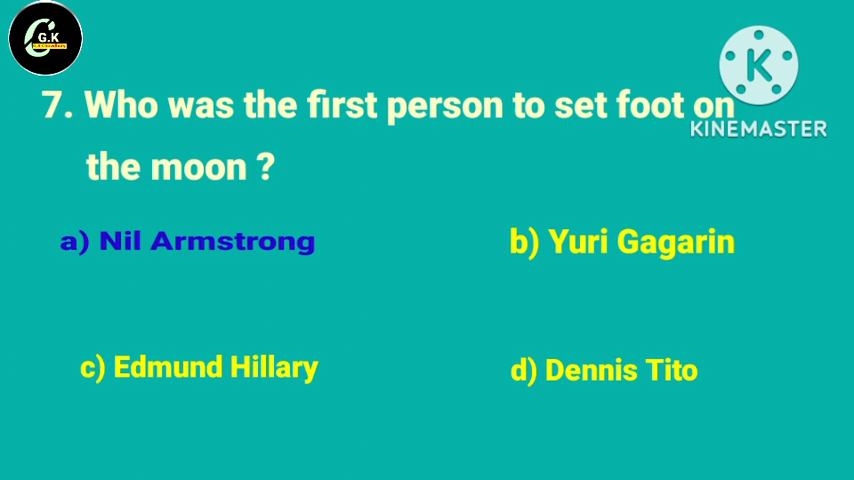 G.K
7. Who was the first person to set foot on
KINEMASTER
the moon ?
a) Nil Armstrong
b) Yuri Gagarin
c) Edmund Hillary
d) Dennis Tito